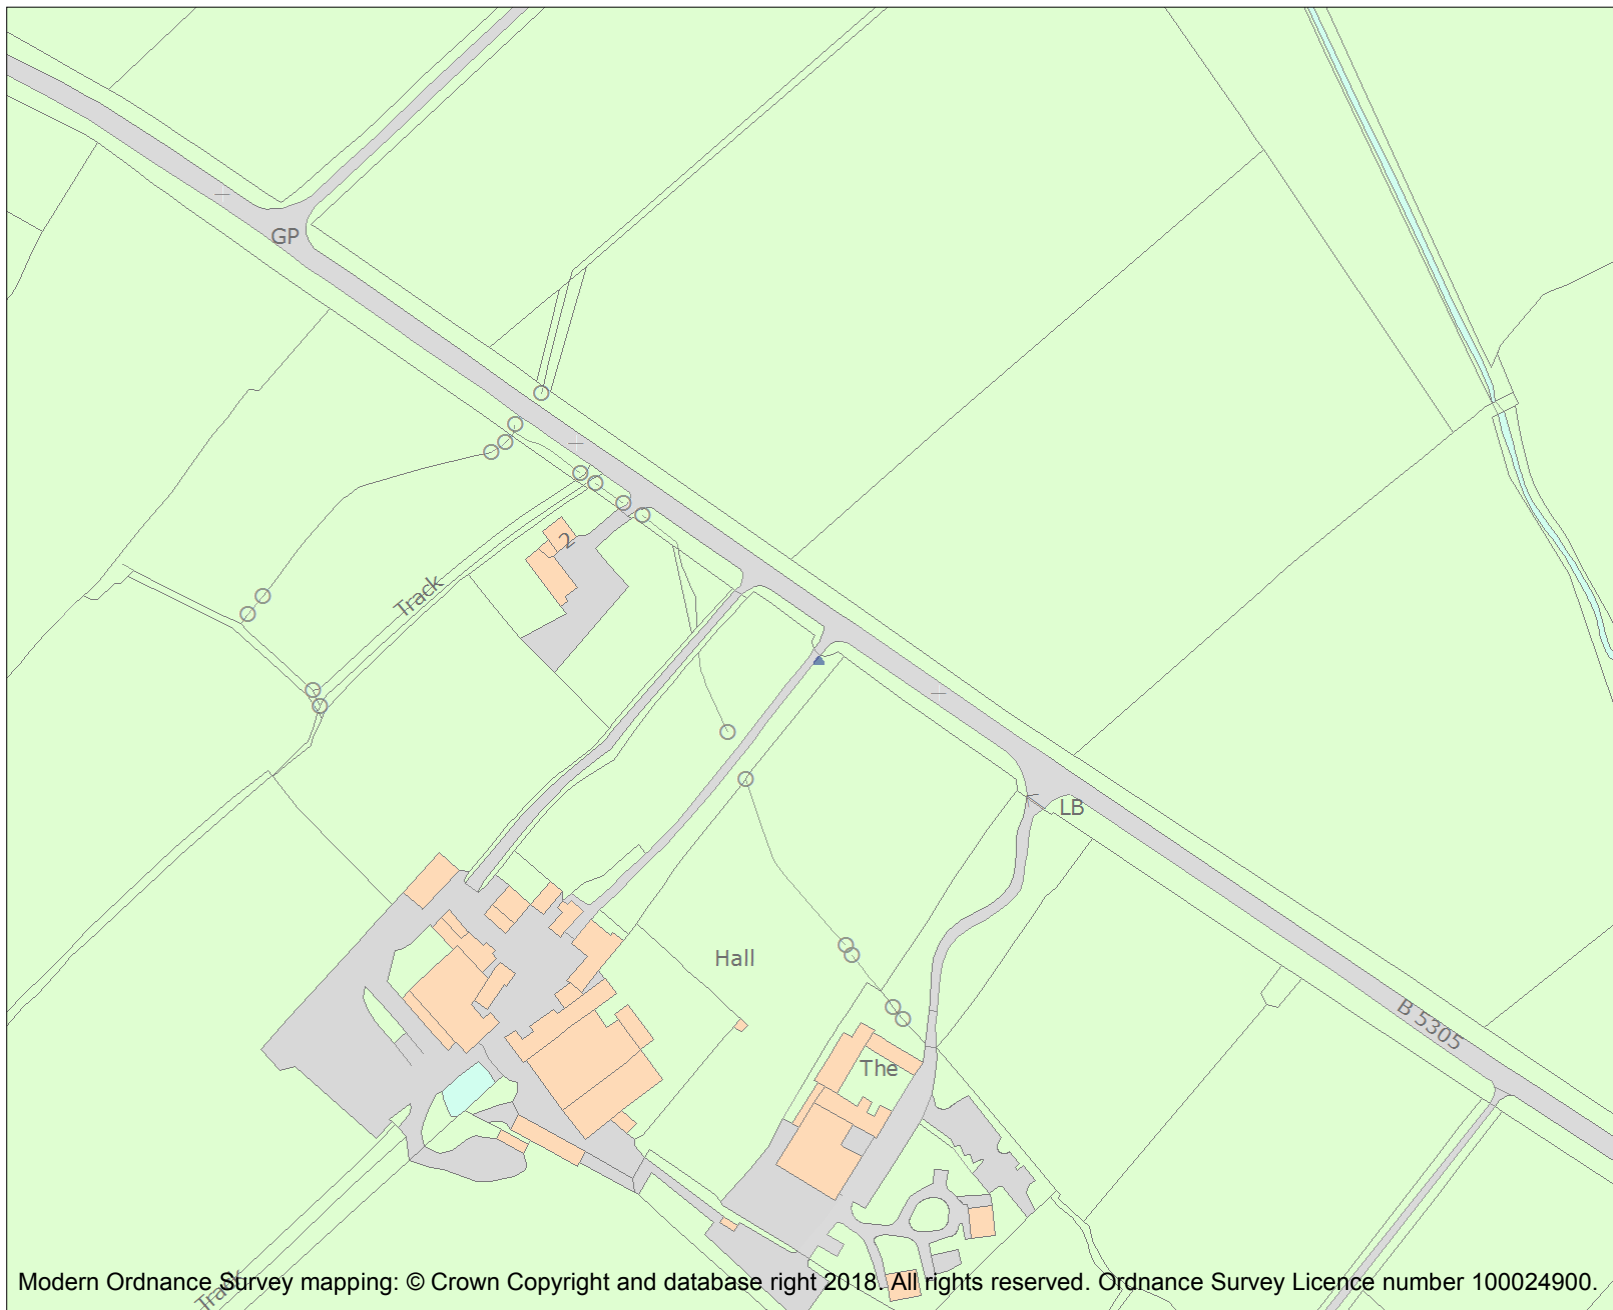 GP
2
Track
LB
Hall
B 5305
The
Track
Modern Ordnance Survey mapping: © Crown Copyright and database right 2018. All rights reserved. Ordnance Survey Licence number 100024900.